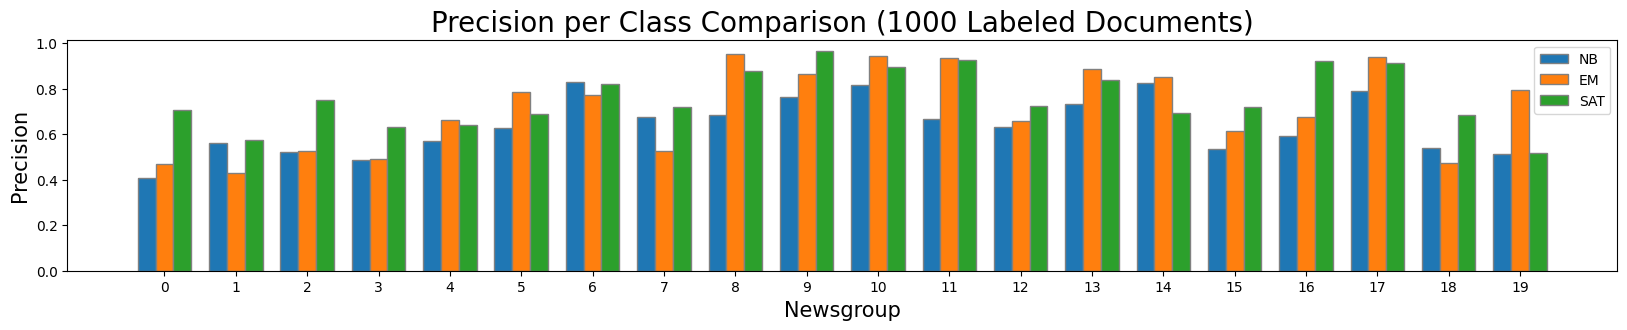 Precision per Class Comparison (1000 Labeled Documents)
1.0
0.8
0.6
0.4
0.2
0.0
Precision
NB
EM
SAT
0 1 2 3 4 5 6 7 8 9 10 11 12 13 14 15 16 17 18 19
Newsgroup